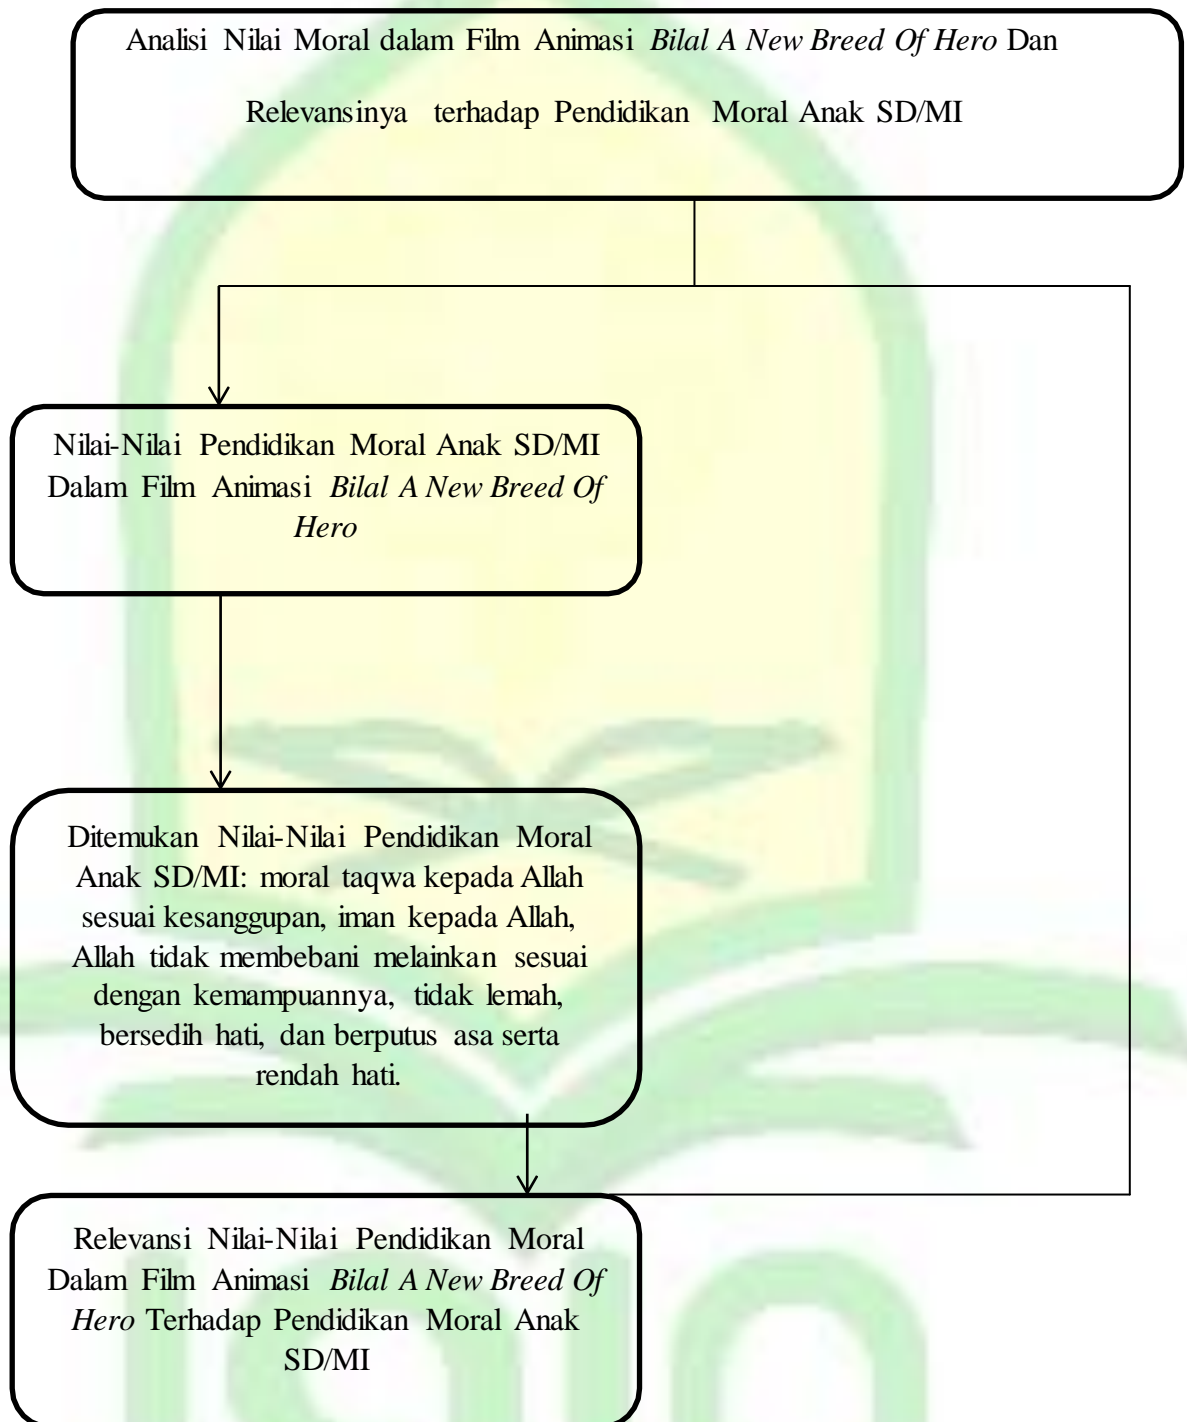 Analisi Nilai Moral dalam Film Animasi Bilal A New Breed Of Hero Dan
Relevansinya terhadap Pendidikan Moral Anak SD/MI
Nilai-Nilai Pendidikan Moral Anak SD/MI
Dalam Film Animasi Bilal A New Breed Of
Hero
Ditemukan Nilai-Nilai Pendidikan Moral
Anak SD/MI: moral taqwa kepada Allah
sesuai kesanggupan, iman kepada Allah,
Allah tidak membebani melainkan sesuai
dengan kemampuannya, tidak lemah,
bersedih hati, dan berputus asa serta
rendah hati.
Relevansi Nilai-Nilai Pendidikan Moral
Dalam Film Animasi Bilal A New Breed Of
Hero Terhadap Pendidikan Moral Anak
SD/MI